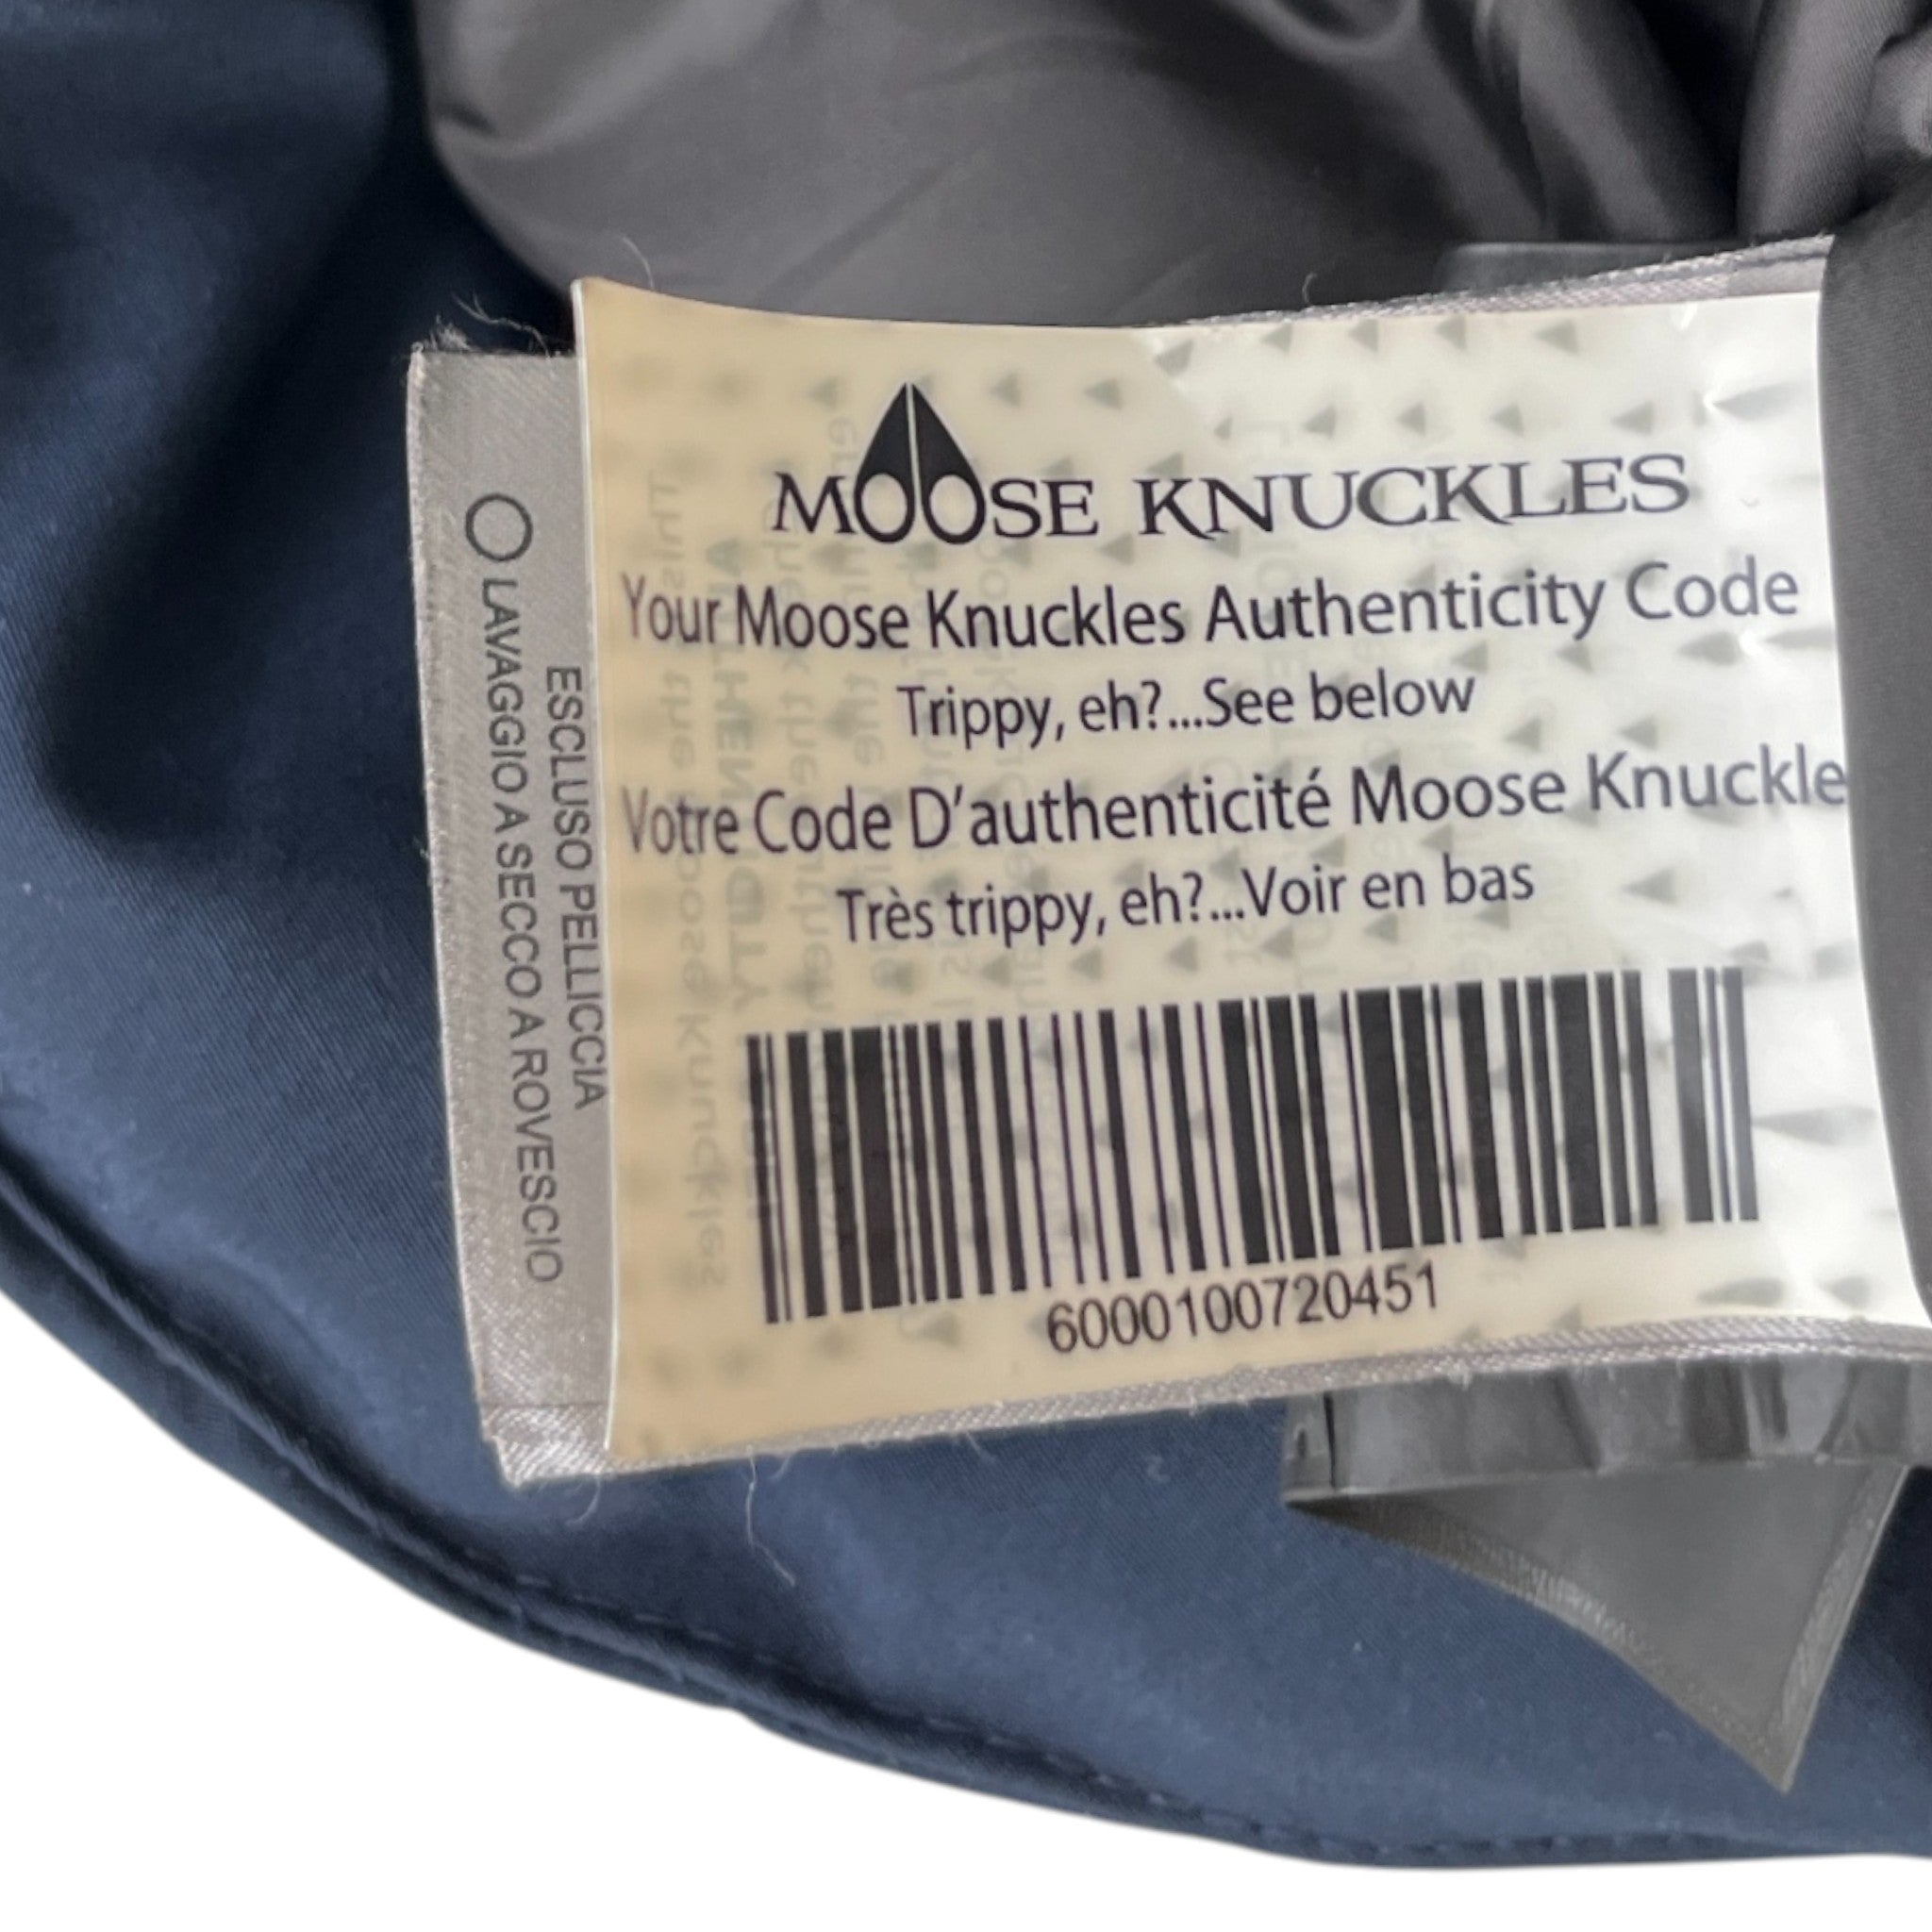 MOOSE KNUCKLES
Your Moose Knuckles Authenticity Code
Trippy, eh?...See below
Votre Code D'authenticité Moose Knuckle
Très trippy, eh?...Voir en bas
6000100720451
ESCLUSO PELLICCIA
LAVAGGIO A SECCO A ROVESCIO